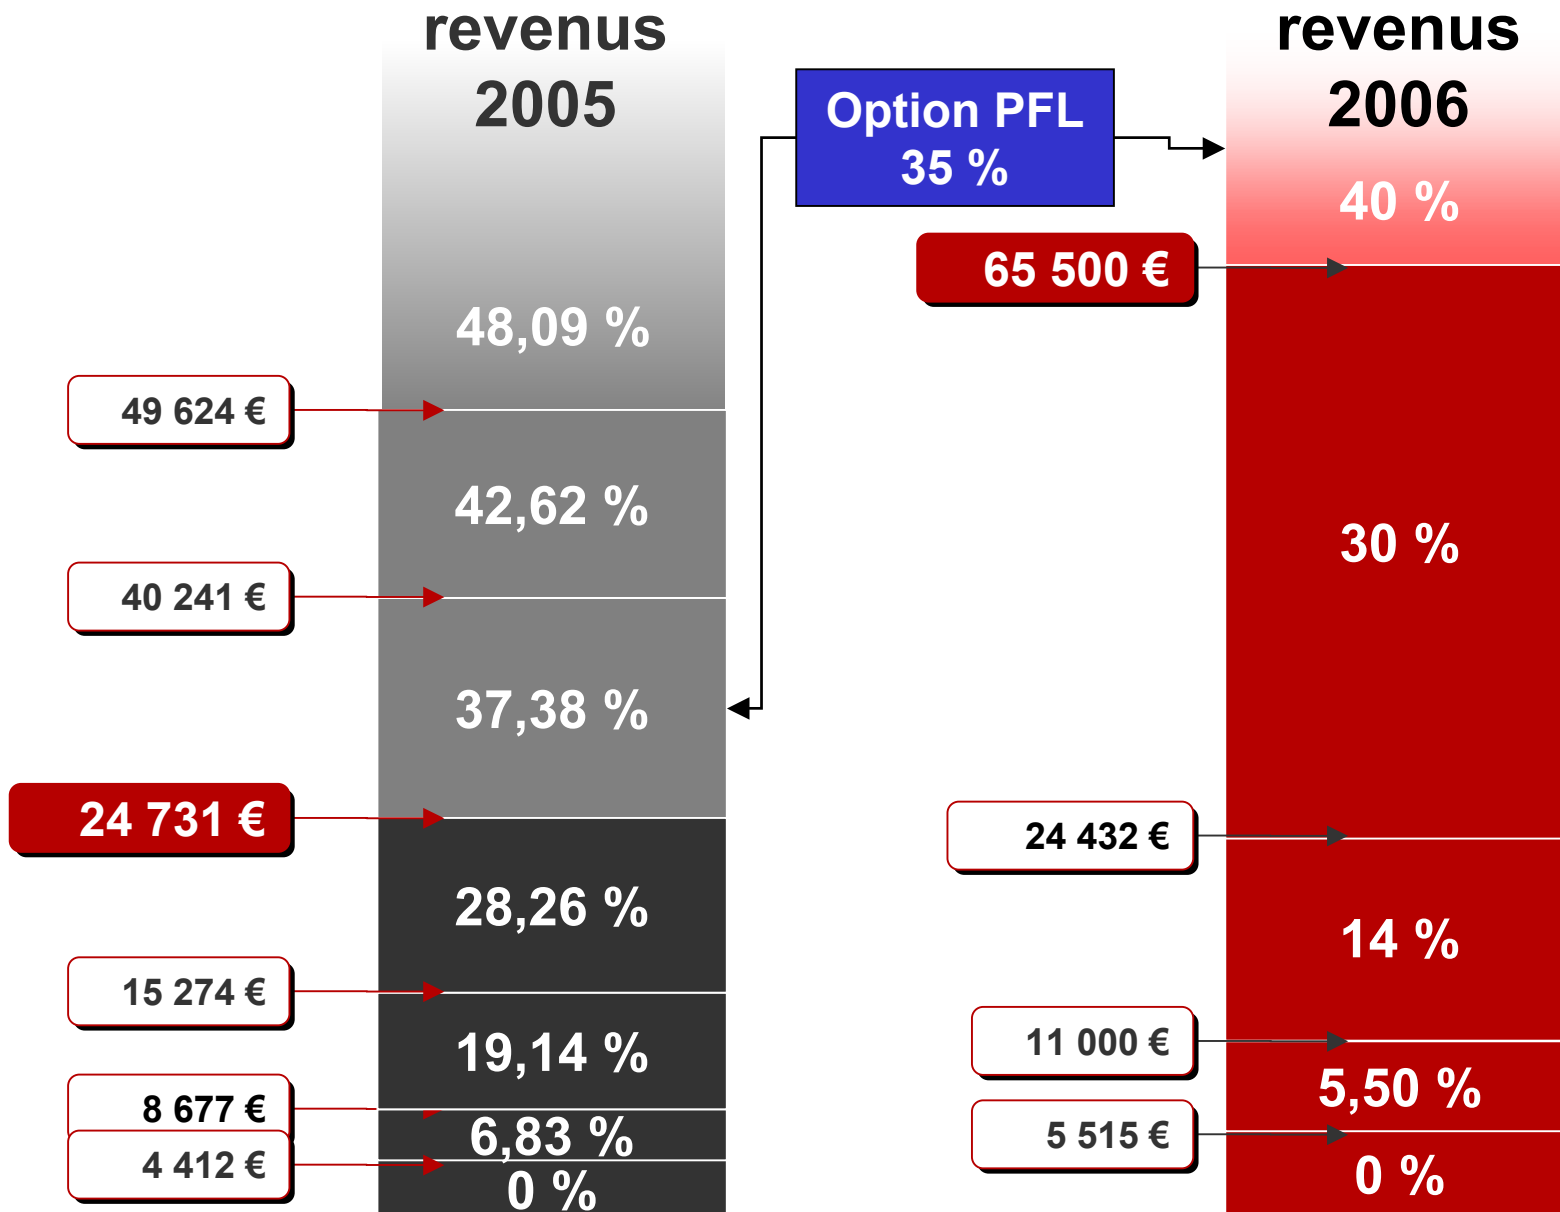 revenus
2005
48,09 %
49 624 €
42,62 %
40 241 €
37,38 %
24 731 €
28,26 %
15 274 €
19,14 %
8 677 €
6,83 %
4 412 €
0 %
Option PFL
35 %
revenus
2006
40 %
65 500 €
30 %
24 432 €
14 %
11 000 €
5,50 %
5 515 €
0 %